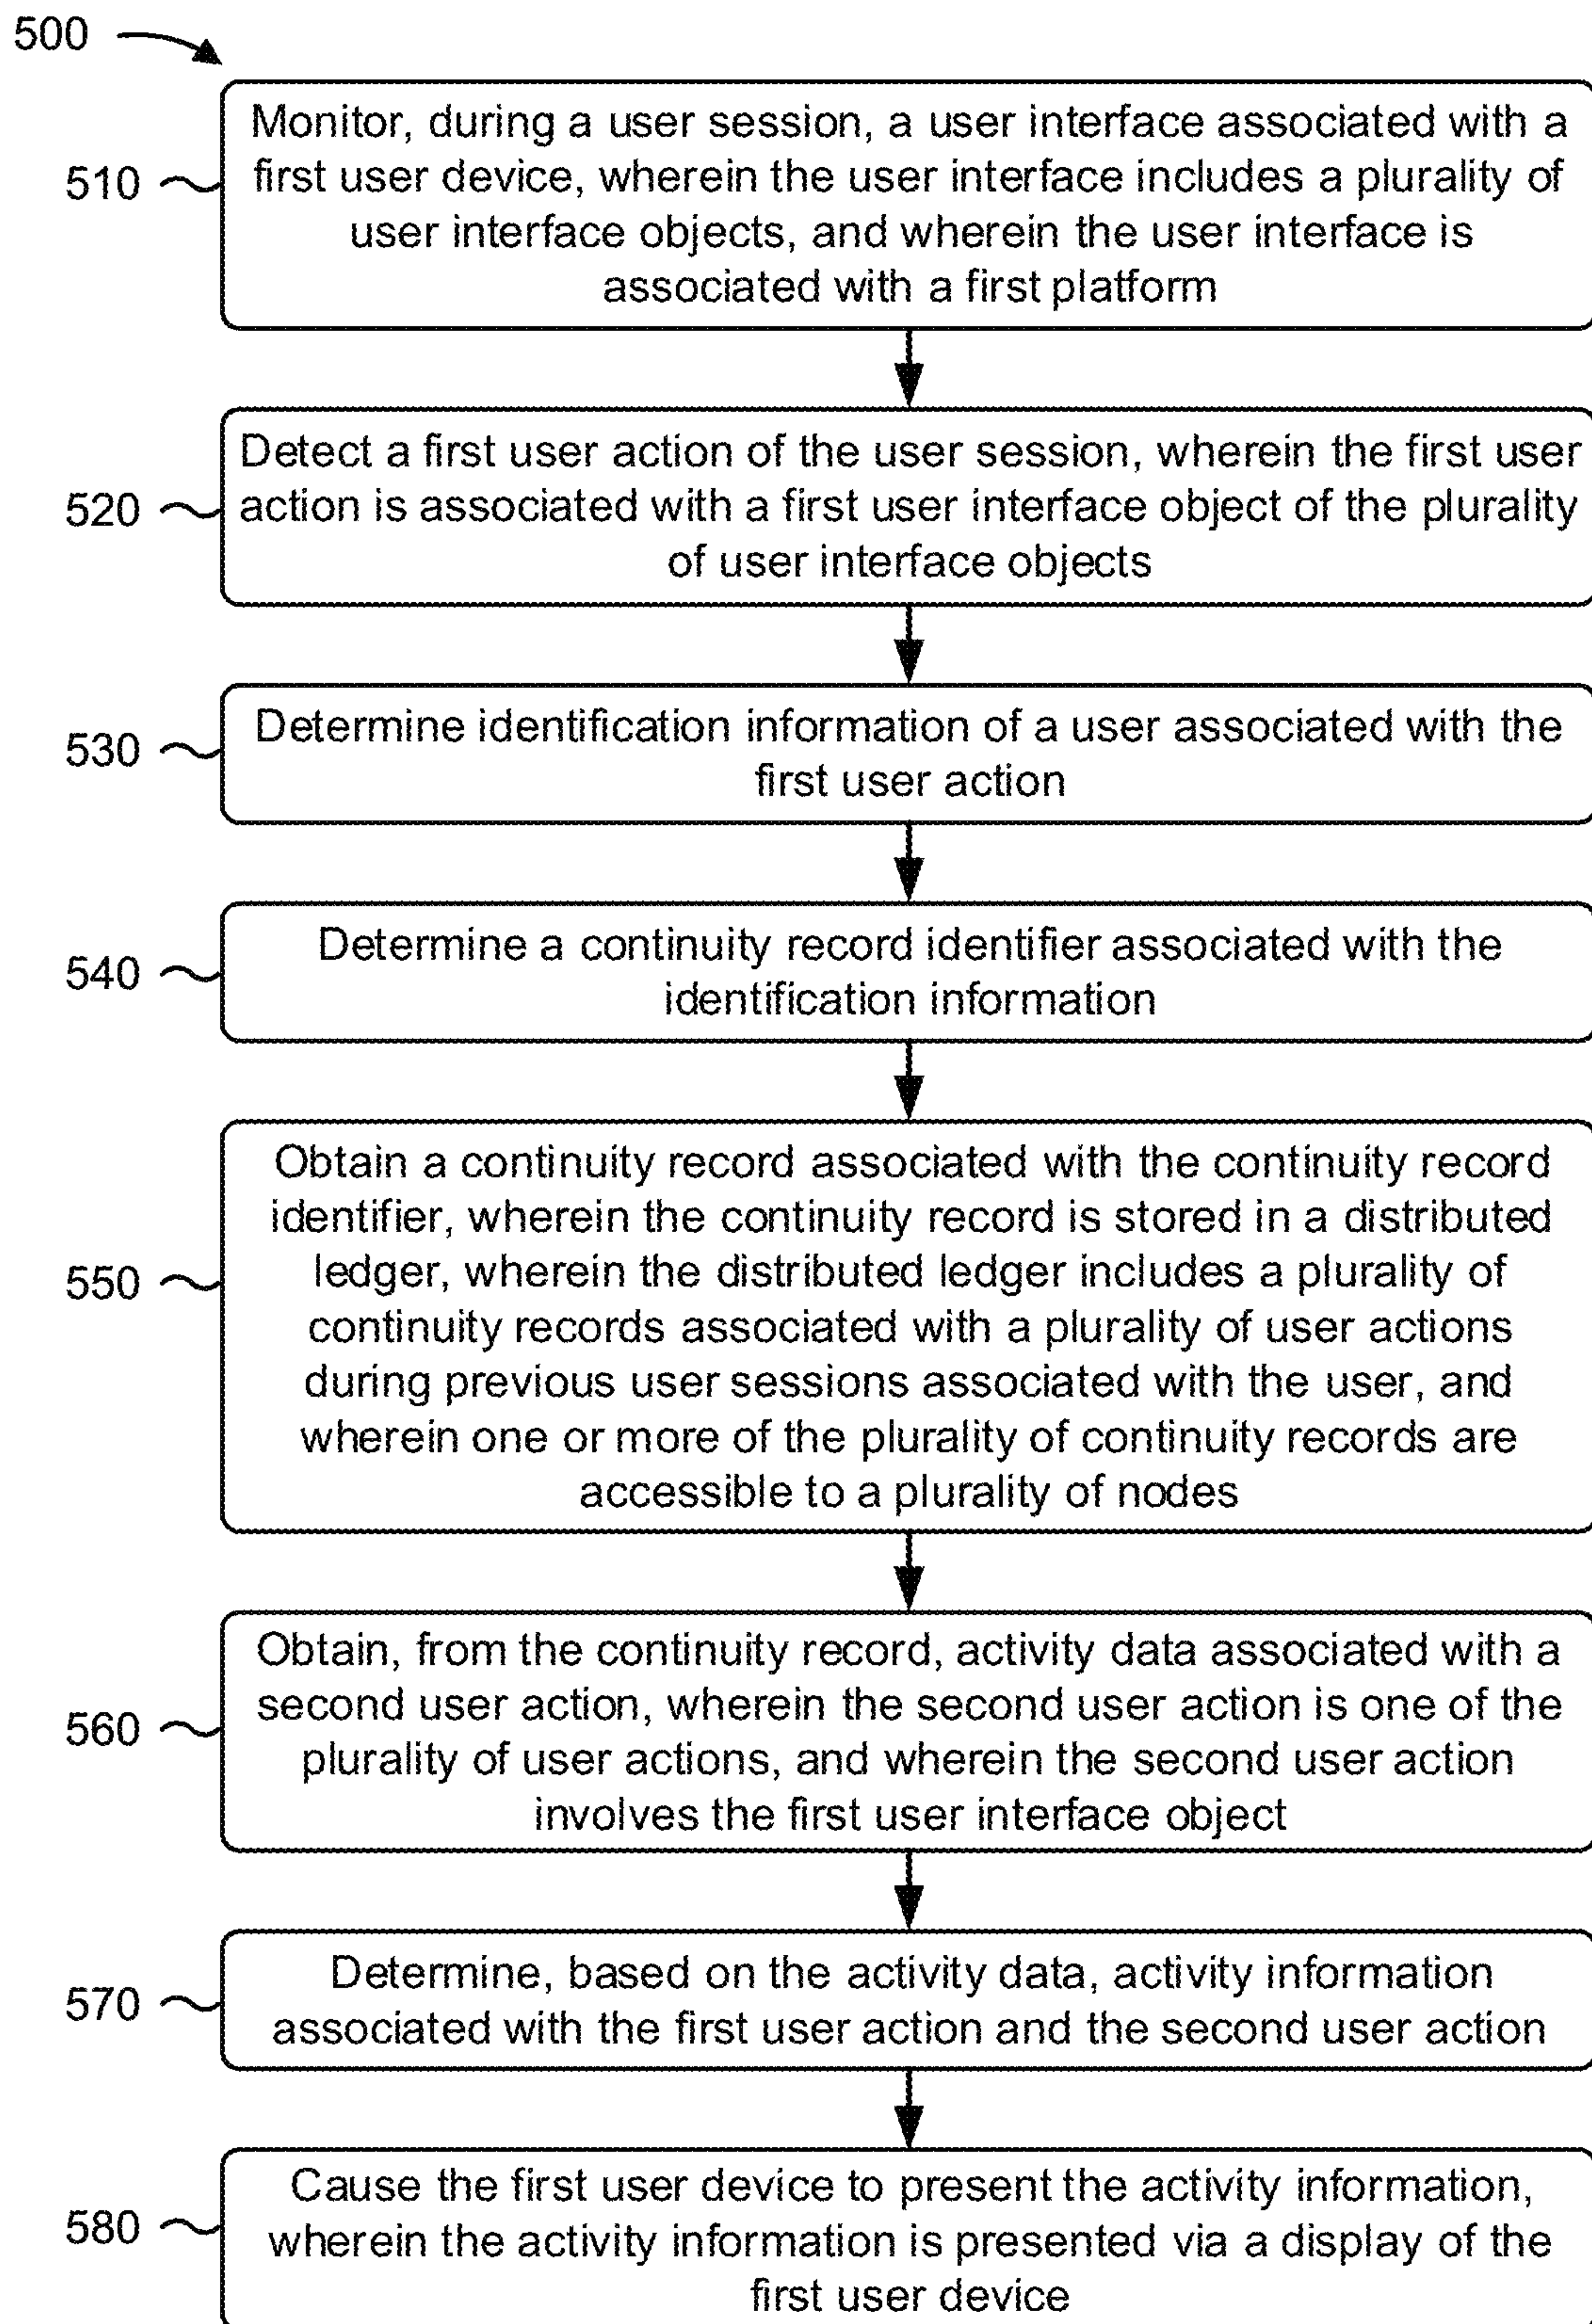 500
510
Monitor, during a user session, a user interface associated with a
first user device, wherein the user interface includes a plurality of
user interface objects, and wherein the user interface is
associated with a first platform
520
Detect a first user action of the user session, wherein the first user
action is associated with a first user interface object of the plurality
of user interface objects
530
Determine identification information of a user associated with the
first user action
540
Determine a continuity record identifier associated with the
identification information
550
Obtain a continuity record associated with the continuity record
identifier, wherein the continuity record is stored in a distributed
ledger, wherein the distributed ledger includes a plurality of
continuity records associated with a plurality of user actions
during previous user sessions associated with the user, and
wherein one or more of the plurality of continuity records are
accessible to a plurality of nodes
560
Obtain, from the continuity record, activity data associated with a
second user action, wherein the second user action is one of the
plurality of user actions, and wherein the second user action
involves the first user interface object
570
Determine, based on the activity data, activity information
associated with the first user action and the second user action
580
Cause the first user device to present the activity information,
wherein the activity information is presented via a display of the
first user device